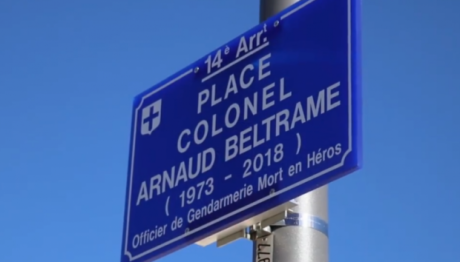 14e Arr!
PLACE
COLONEL
ARNAUD BELTRAME
( 1973 - 2018 )
Officier de Gendarmerie Mort en Héros